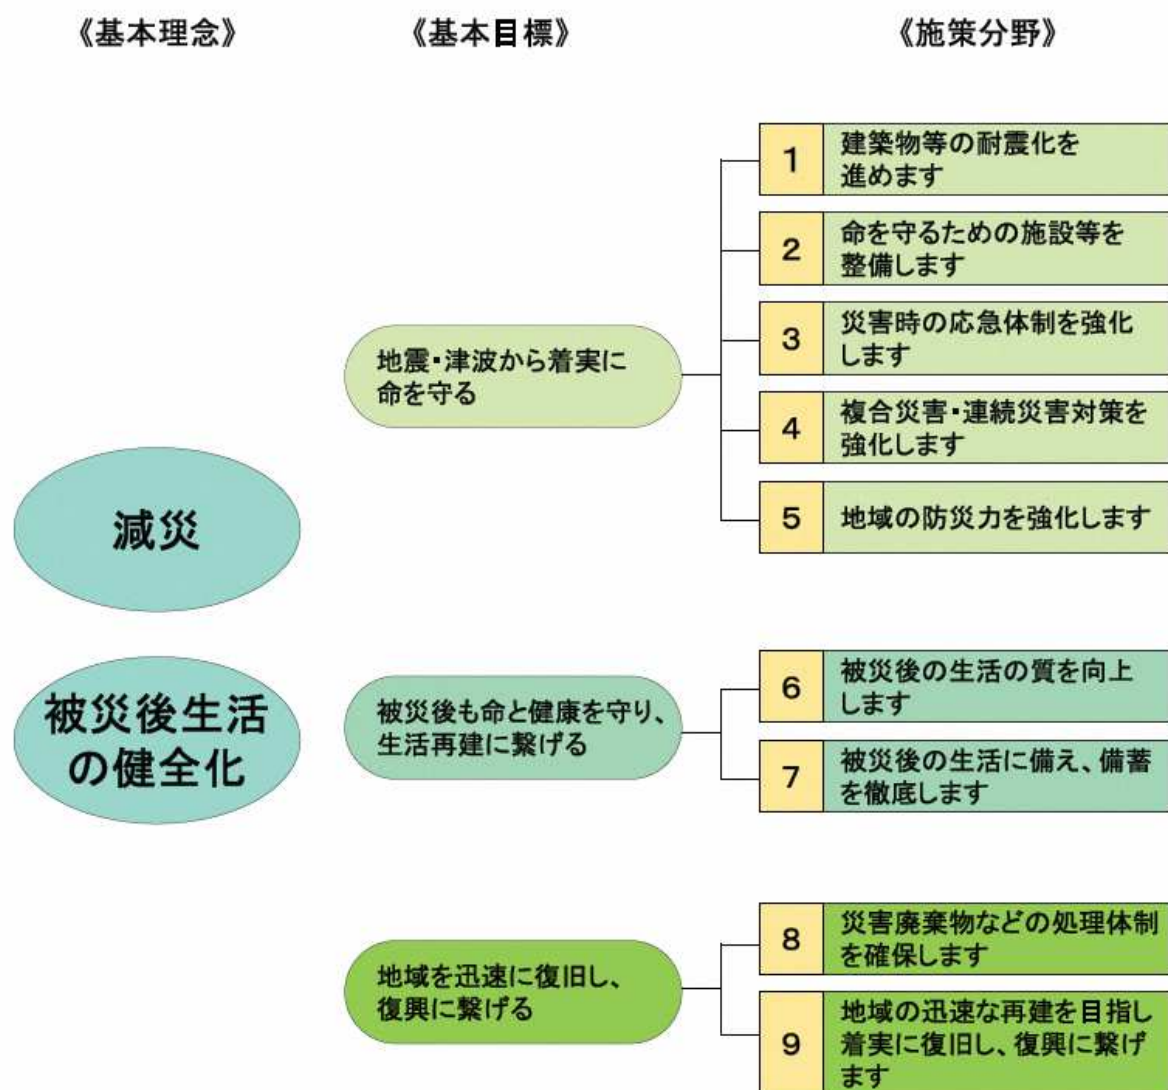 《基本理念》
《基本目標》
《施策分野》
減災
被災後生活
の健全化
地震・津波から着実に
命を守る
1
建築物等の耐震化を
進めます
2
命を守るための施設等を
整備します
3
災害時の応急体制を強化
します
4
複合災害・連続災害対策を
強化します
5
地域の防災力を強化します
被災後も命と健康を守り、
生活再建に繋げる
6
被災後の生活の質を向上
します
7
被災後の生活に備え、備蓄
を徹底します
地域を迅速に復旧し、
復興に繋げる
8
災害廃棄物などの処理体制
を確保します
9
地域の迅速な再建を目指し
着実に復旧し、復興に繋げ
ます